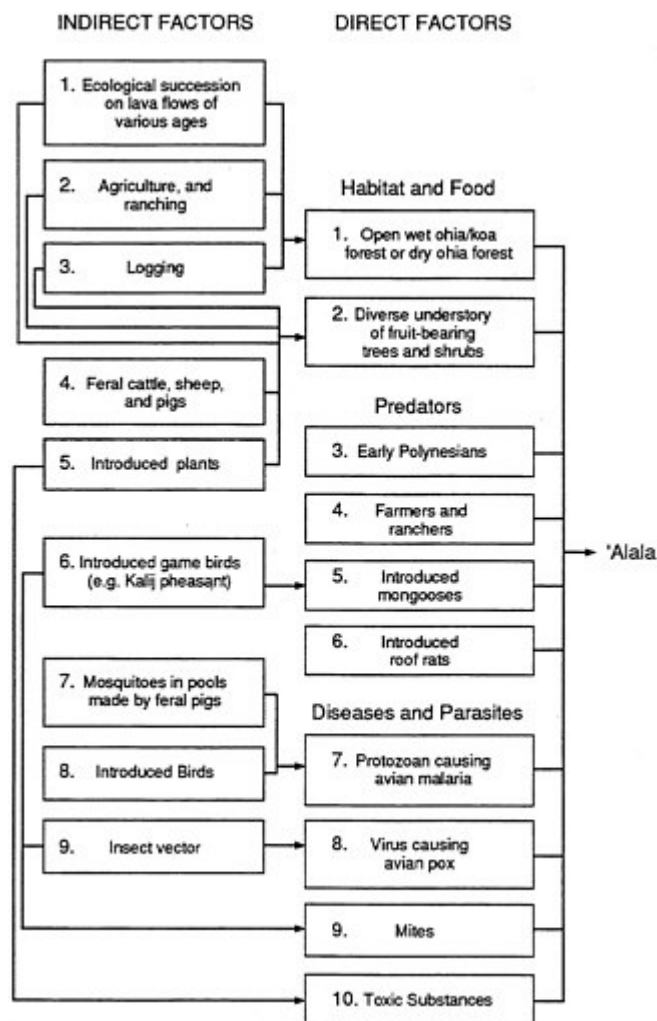 INDIRECT FACTORS
DIRECT FACTORS
1. Ecological succession
on lava flows of
various ages
2. Agriculture, and
ranching
3. Logging
4. Feral cattle, sheep,
and pigs
5. Introduced plants
6. Introduced game birds
(e.g. Kalij pheasant)
7. Mosquitoes in pools
made by feral pigs
8. Introduced Birds
9. Insect vector
Habitat and Food
1. Open wet ohia/koa
forest or dry ohia forest
2. Diverse understory
of fruit-bearing
trees and shrubs
Predators
3. Early Polynesians
4. Farmers and
ranchers
5. Introduced
mongooses
6. Introduced
roof rats
Diseases and Parasites
7. Protozoan causing
avian malaria
8. Virus causing
avian pox
9. Mites
10. Toxic Substances
'Alala